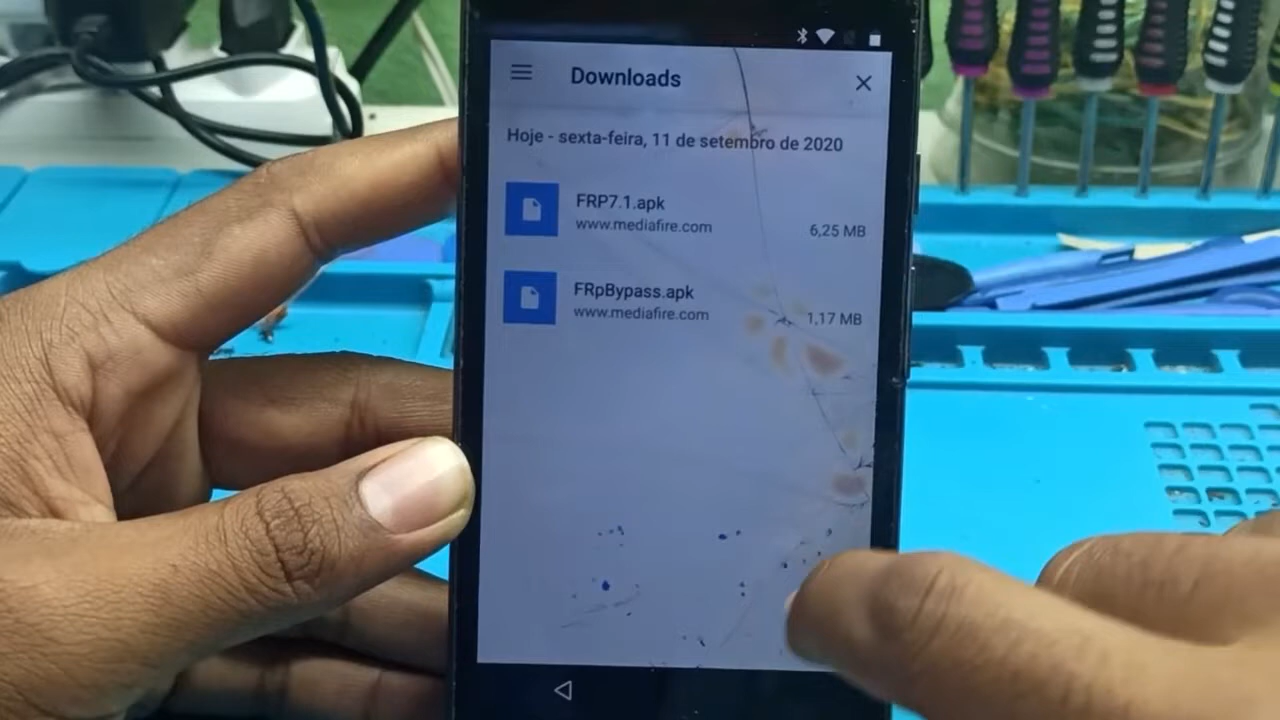 Downloads
Hoje - sexta-feira, 11 de setembro de 2020
FRP7.1.apk
www.mediafire.com
6,25 MB
FRpBypass.apk
www.mediafire.com
1,17 MB